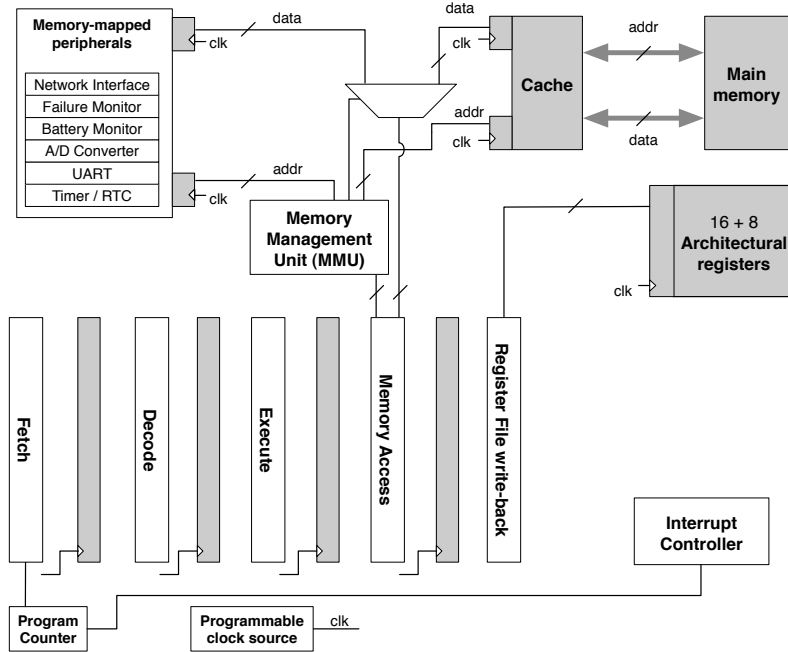 Memory-mapped
peripherals
Network Interface
Failure Monitor
Battery Monitor
A/D Converter
UART
Timer / RTC
clk
data
clk
addr
data
clk
addr
clk
Cache
addr
data
Main
memory
Memory
Management
Unit (MMU)
16 + 8
Architectural
registers
clk
Fetch
Decode
Execute
Memory Access
Register File write-back
Interrupt
Controller
Program
Counter
Programmable
clock source
clk